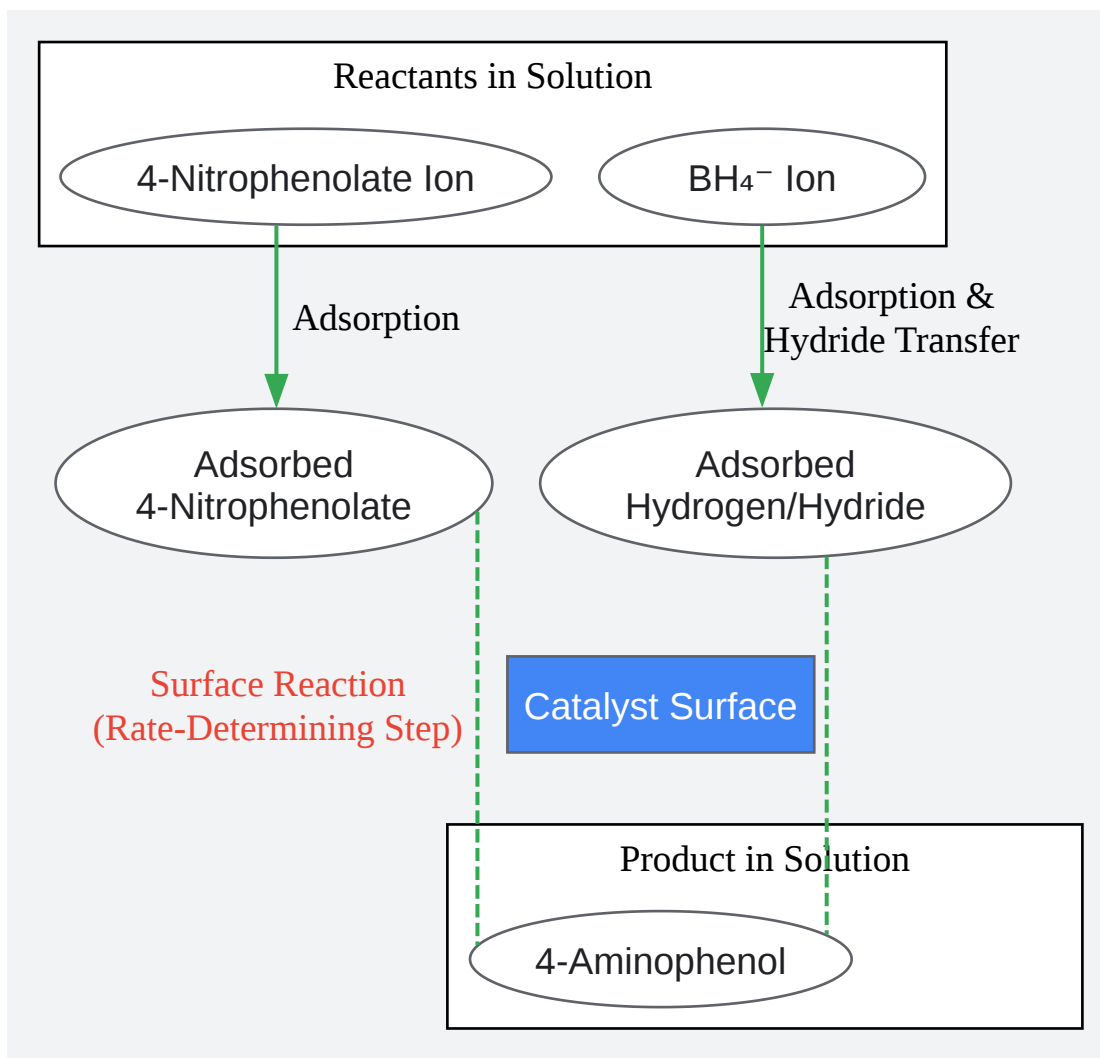 Reactants in Solution
4-Nitrophenolate Ion
BH₄⁻ Ion
Adsorption
Adsorption &
Hydride Transfer
Adsorbed
4-Nitrophenolate
Adsorbed
Hydrogen/Hydride
Surface Reaction
(Rate-Determining Step)
Catalyst Surface
Product in Solution
4-Aminophenol